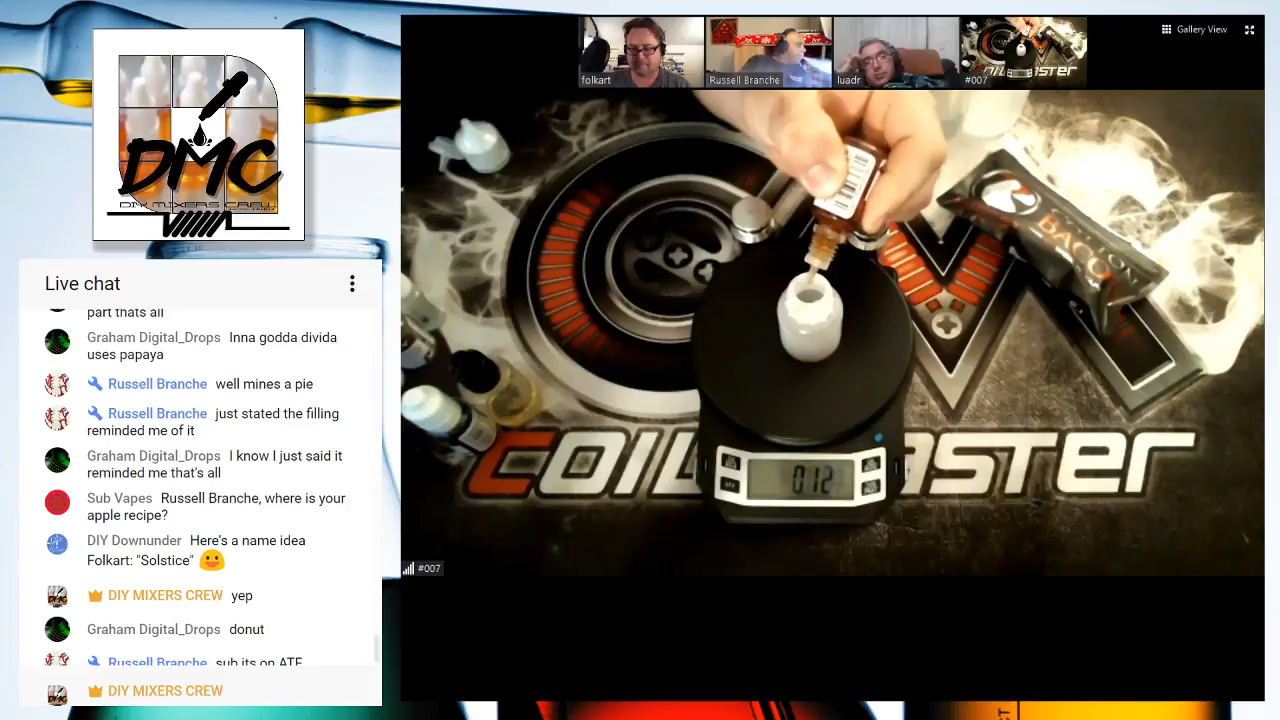 DMC
DIY MIXERS CREW
Live chat
part thats all
Graham Digital_Drops Inna godda divida
uses papaya
Russell Branche well mines a pie
Russell Branche just stated the filling
reminded me of it
Graham Digital_Drops I know I just said it
reminded me that's all
Sub Vapes Russell Branche, where is your
apple recipe?
DIY Downunder Here's a name idea
Folkart: "Solstice" 😃
DIY MIXERS CREW yep
Graham Digital_Drops donut
Russell Branche sub its on ATF
DIY MIXERS CREW
folkart
Russell Branche
luadr
#007
Gallery View
COTTON
BACON
0.12
COIL MASTER
#007